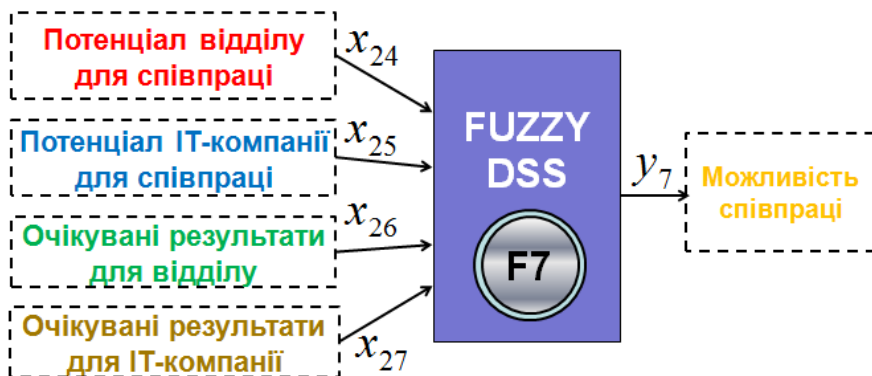 Потенціал відділу
для співпраці
x24
Потенціал ІТ-компанії
для співпраці
x25
Очікувані результати
для відділу
x26
Очікувані результати
для ІТ-компанії
x27
FUZZY
DSS
F7
y7
Можливість
співпраці